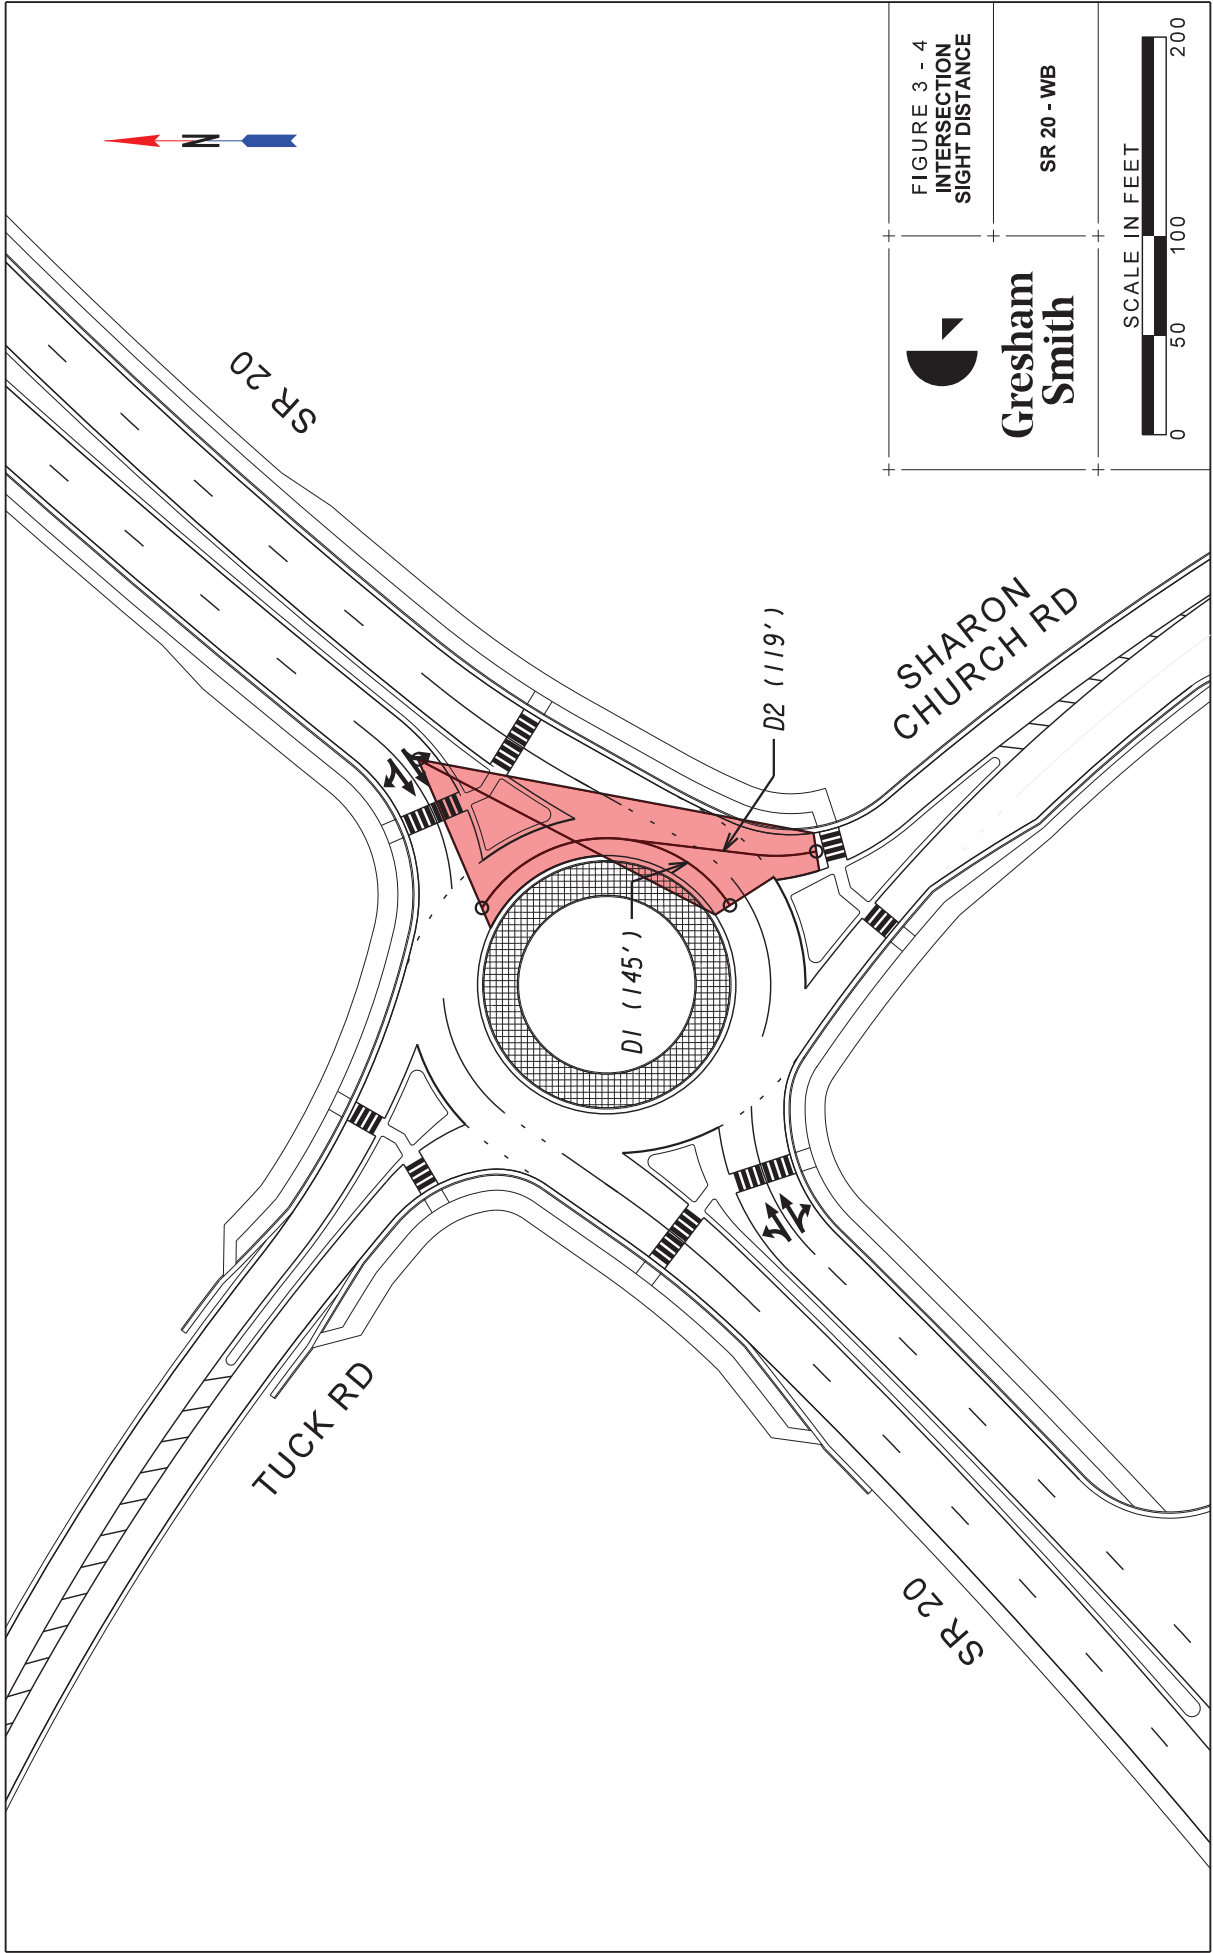 N
SR 20
TUCK RD
D1 (145')
D2 (119')
SHARON
CHURCH RD
SR 20
Gresham
Smith
FIGURE 3 - 4
INTERSECTION
SIGHT DISTANCE
SR 20 - WB
SCALE IN FEET
0 50 100 200